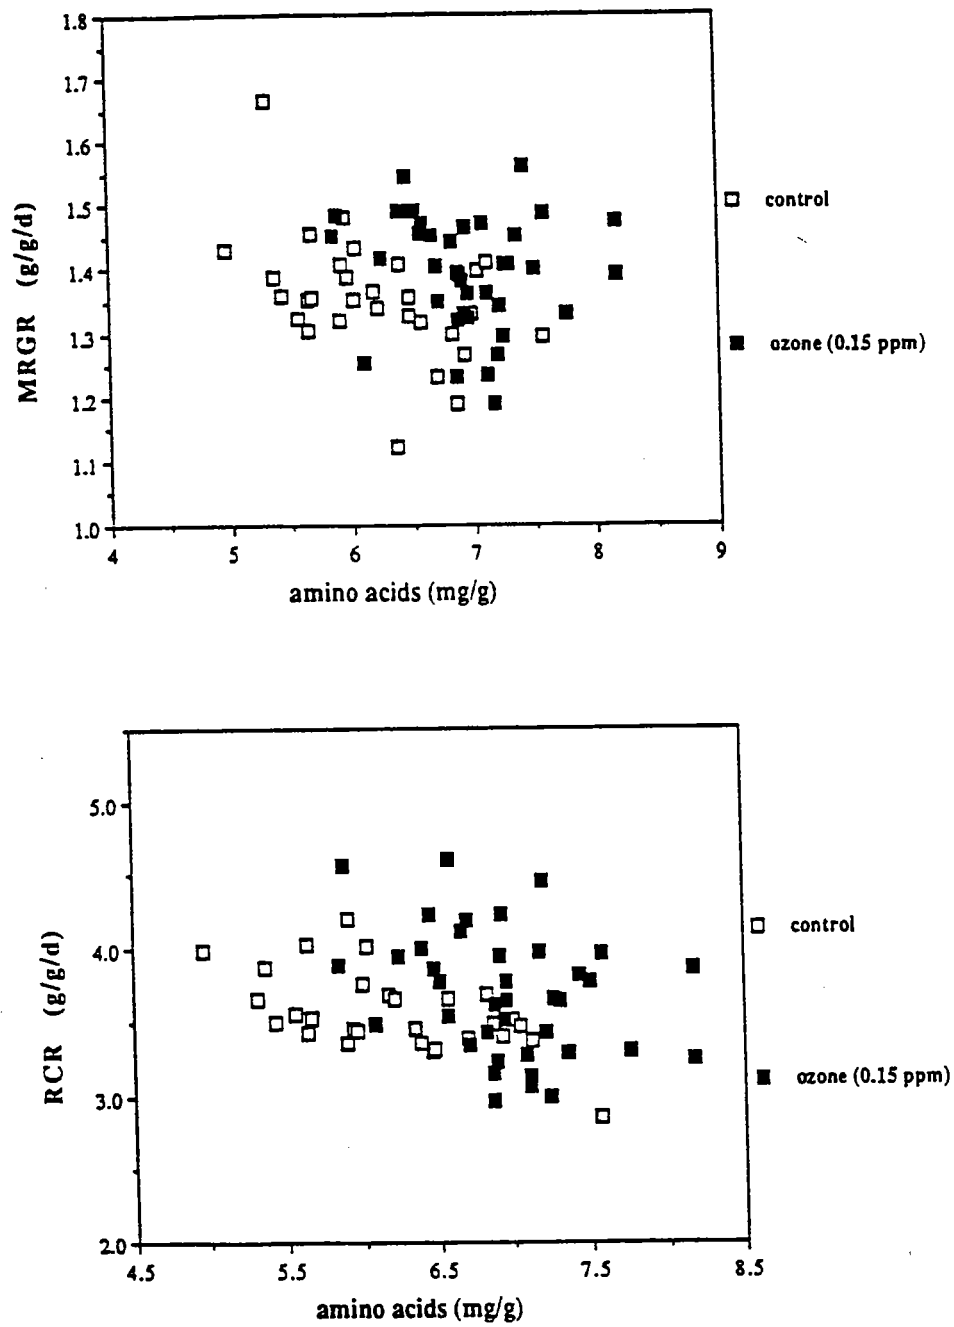 1.8
1.7
1.6
1.5
1.4
1.3
1.2
1.1
1.0
MRGR (g/g/d)
4 5 6 7 8 9
amino acids (mg/g)
control
ozone (0.15 ppm)
5.0
4.0
3.0
2.0
RCR (g/g/d)
4.5 5.5 6.5 7.5 8.5
amino acids (mg/g)
control
ozone (0.15 ppm)